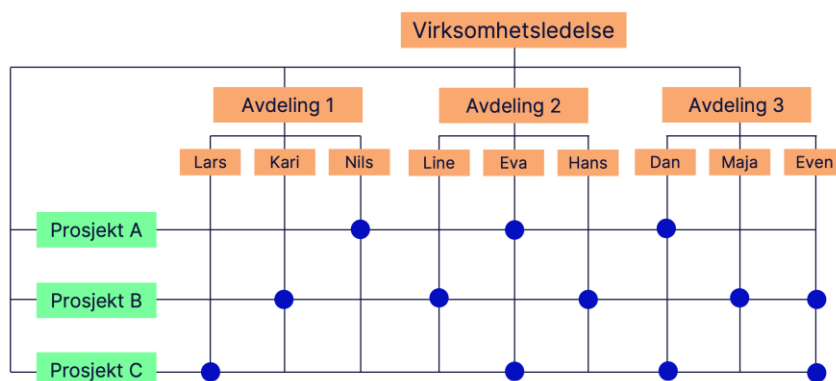 Virksomhetsledelse
Avdeling 1
Avdeling 2
Avdeling 3
Lars
Kari
Nils
Line
Eva
Hans
Dan
Maja
Even
Prosjekt A
Prosjekt B
Prosjekt C